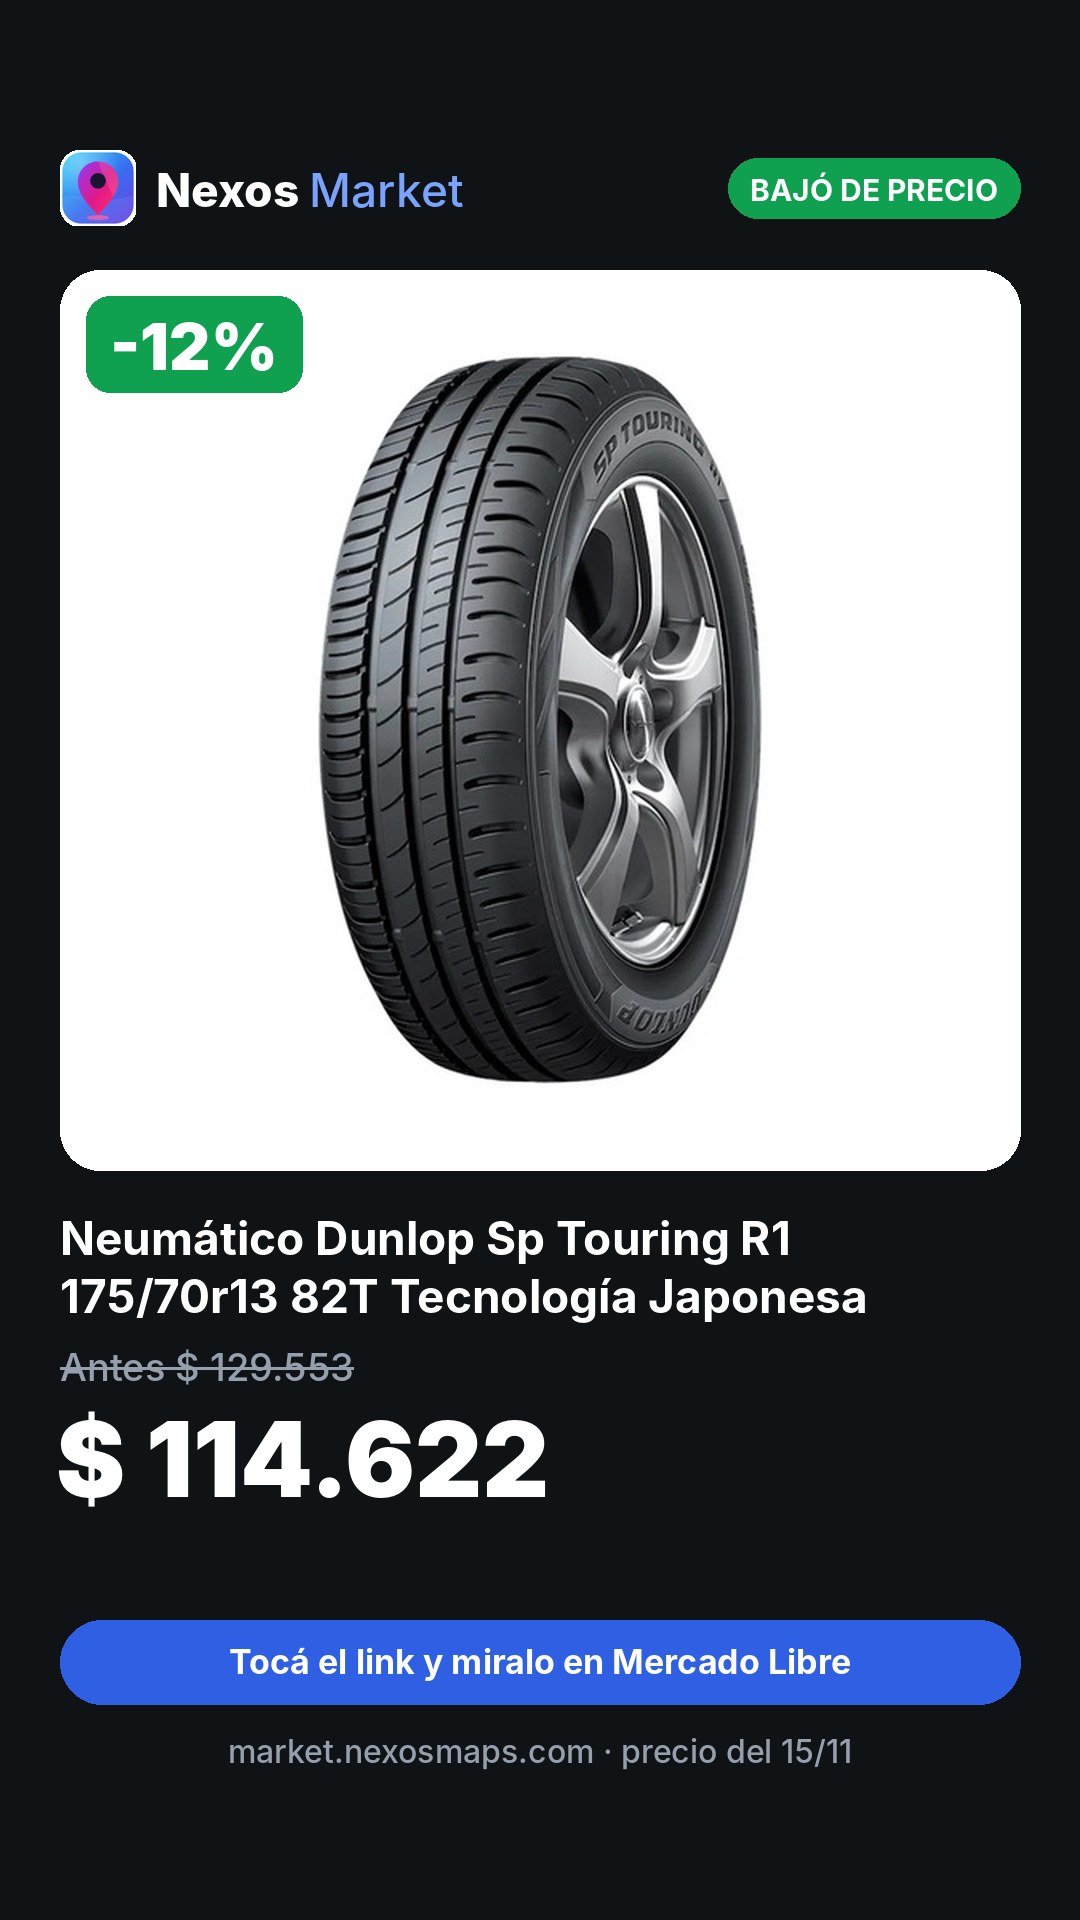 Nexos Market
BAJÓ DE PRECIO
-12%
SP TOURING R1
DUNLOP
Neumático Dunlop Sp Touring R1
175/70r13 82T Tecnología Japonesa
Antes $ 129.553
$ 114.622
Tocá el link y miralo en Mercado Libre
market.nexosmaps.com · precio del 15/11